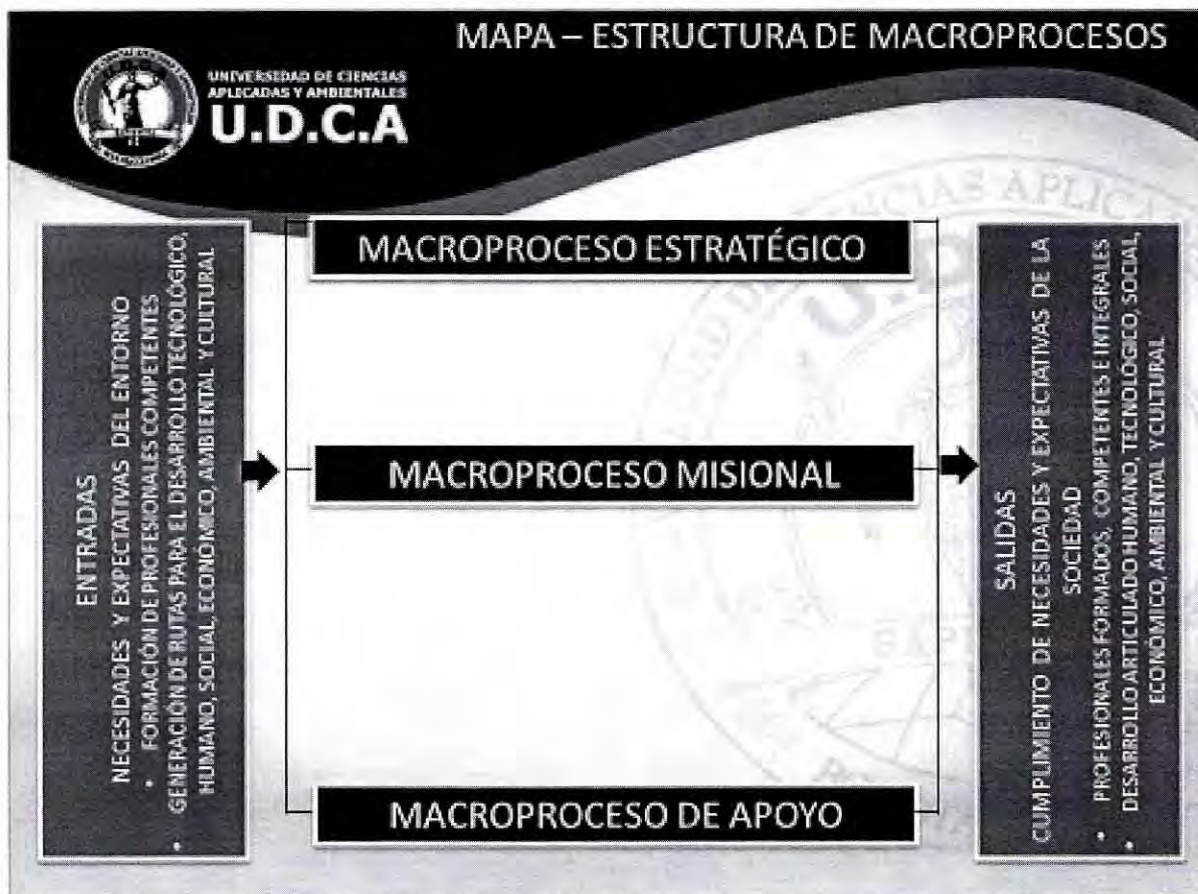 MAPA – ESTRUCTURA DE MACROPROCESOS
UNIVERSIDAD DE CIENCIAS
APLICADAS Y AMBIENTALES
U.D.C.A
ENTRADAS
NECESIDADES Y EXPECTATIVAS DEL ENTORNO
• FORMACIÓN DE PROFESIONALES COMPETENTES
• GENERACIÓN DE RUTAS PARA EL DESARROLLO TECNOLÓGICO,
HUMANO, SOCIAL, ECONÓMICO, AMBIENTAL Y CULTURAL
MACROPROCESO ESTRATÉGICO
MACROPROCESO MISIONAL
MACROPROCESO DE APOYO
SALIDAS
CUMPLIMIENTO DE NECESIDADES Y EXPECTATIVAS DE LA
SOCIEDAD
• PROFESIONALES FORMADOS, COMPETENTES E INTEGRALES
• DESARROLLO ARTICULADO HUMANO, TECNOLÓGICO, SOCIAL,
ECONÓMICO, AMBIENTAL Y CULTURAL